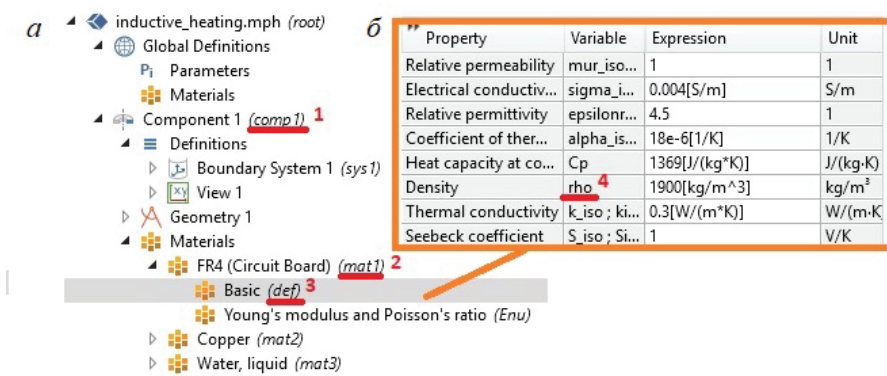 а
inductive_heating.mph (root)
Global Definitions
Pi Parameters
Materials
Component 1 (comp1) 1
Definitions
Boundary System 1 (sys1)
xy View 1
Geometry 1
Materials
FR4 (Circuit Board) (mat1) 2
Basic (def) 3
Young's modulus and Poisson's ratio (Enu)
Copper (mat2)
Water, liquid (mat3)
б
" Property Variable Expression Unit
Relative permeability mur_iso... 1 1
Electrical conductiv... sigma_i... 0.004[S/m] S/m
Relative permittivity epsilonr... 4.5 1
Coefficient of ther... alpha_is... 18e-6[1/K] 1/K
Heat capacity at co... Cp 1369[J/(kg*K)] J/(kg·K)
Density rho 4 1900[kg/m^3] kg/m³
Thermal conductivity k_iso ; ki... 0.3[W/(m*K)] W/(m·K
Seebeck coefficient S_iso ; Si... 1 V/K